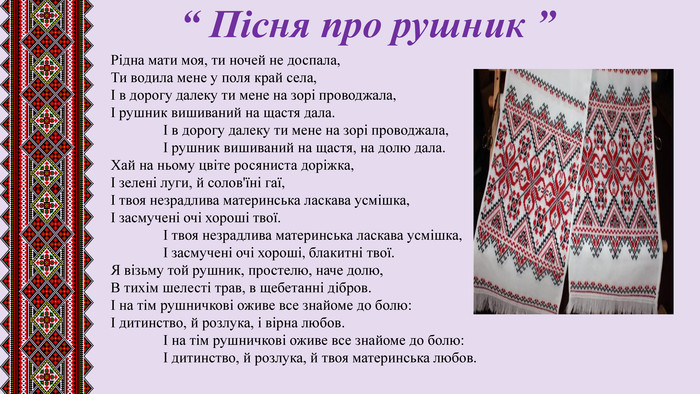 “ Пісня про рушник ”
Рідна мати моя, ти ночей не доспала,
Ти водила мене у поля край села,
І в дорогу далеку ти мене на зорі проводжала,
І рушник вишиваний на щастя дала.
І в дорогу далеку ти мене на зорі проводжала,
І рушник вишиваний на щастя, на долю дала.
Хай на ньому цвіте росяниста доріжка,
І зелені луги, й солов'їні гаї,
І твоя незрадлива материнська ласкава усмішка,
І засмучені очі хороші твої.
І твоя незрадлива материнська ласкава усмішка,
І засмучені очі хороші, блакитні твої.
Я візьму той рушник, простелю, наче долю,
В тихім шелесті трав, в щебетанні дібров.
І на тім рушничкові оживе все знайоме до болю:
І дитинство, й розлука, і вірна любов.
І на тім рушничкові оживе все знайоме до болю:
І дитинство, й розлука, й твоя материнська любов.